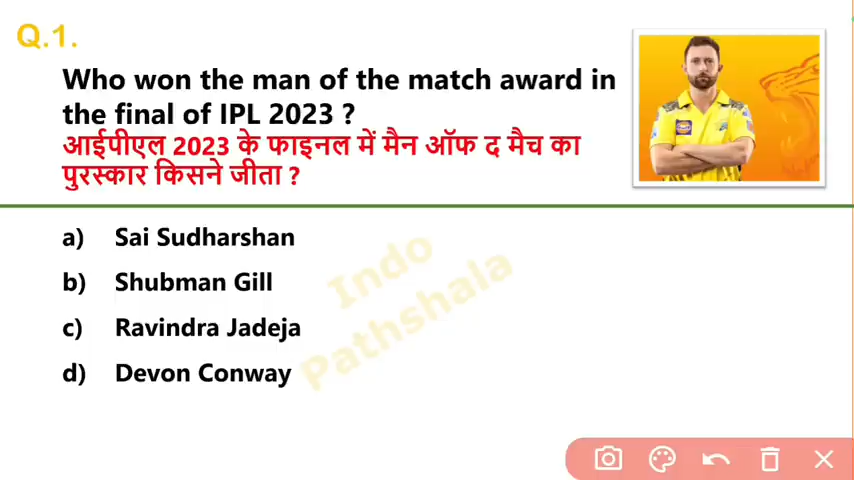 Q.1.
Who won the man of the match award in
the final of IPL 2023 ?
आईपीएल 2023 के फाइनल में मैन ऑफ द मैच का
पुरस्कार किसने जीता ?
a) Sai Sudharshan
b) Shubman Gill
c) Ravindra Jadeja
d) Devon Conway
Indo
Pathshala